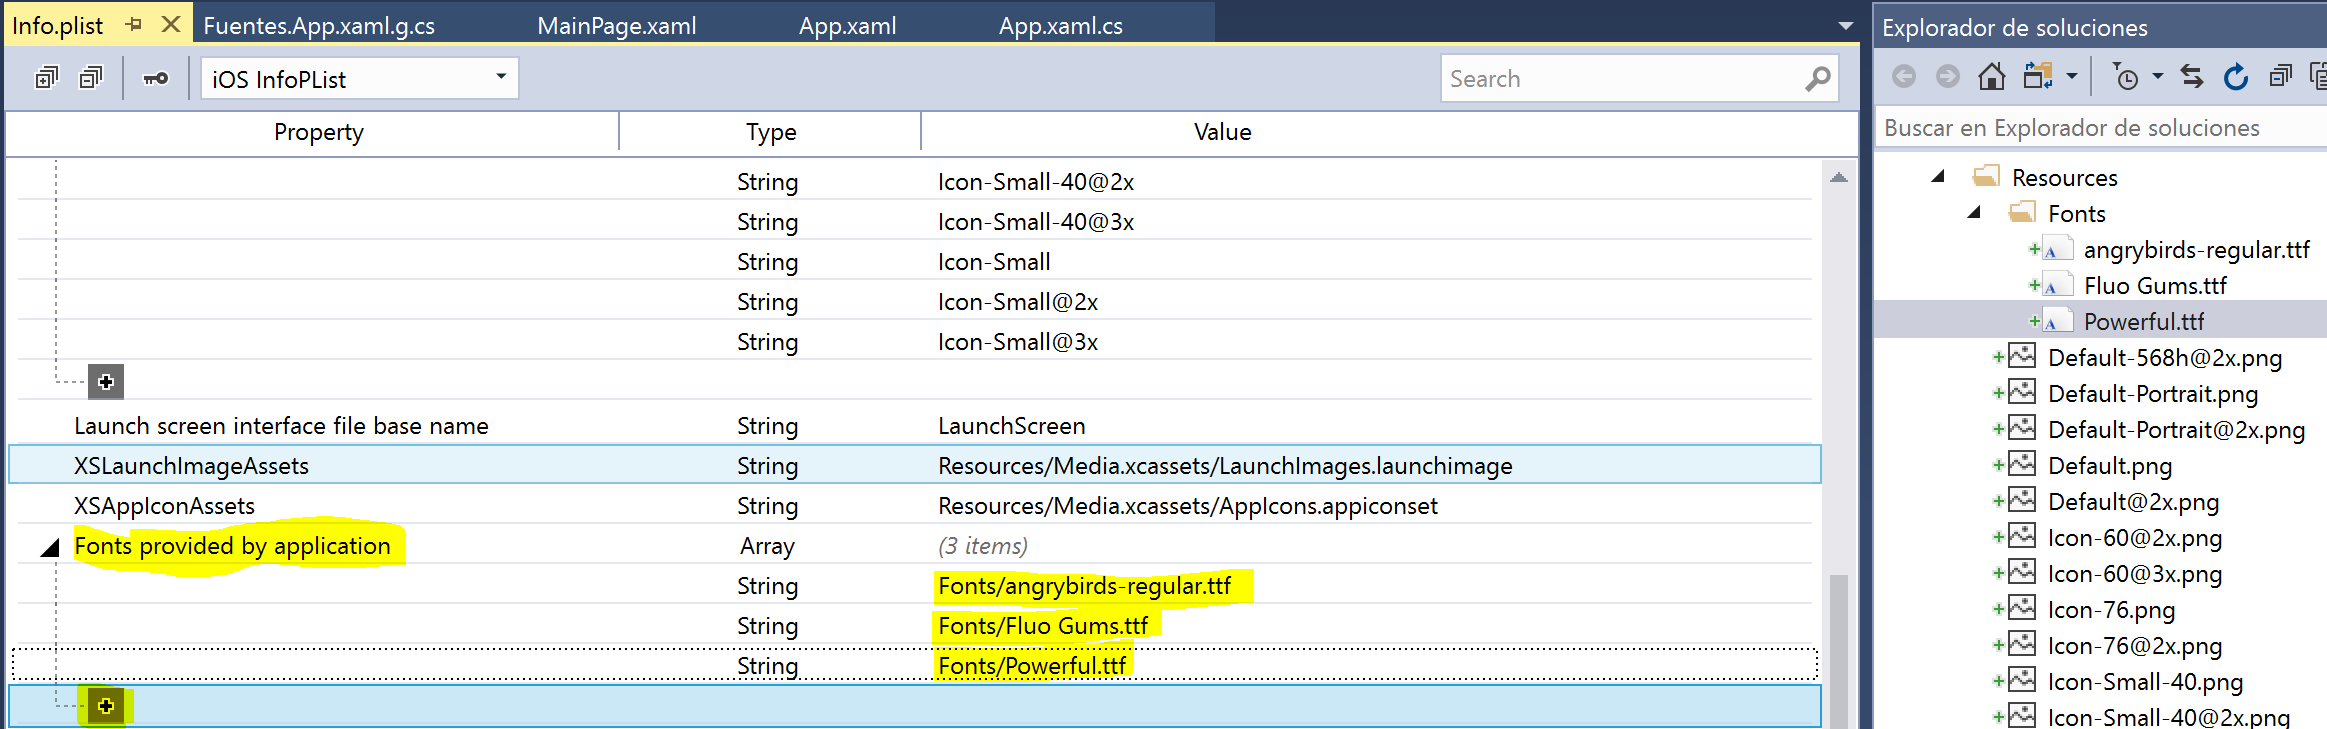 Info.plist
Fuentes.App.xaml.g.cs
MainPage.xaml
App.xaml
App.xaml.cs
iOS InfoPList
Search
Property Type Value
String Icon-Small-40@2x
String Icon-Small-40@3x
String Icon-Small
String Icon-Small@2x
String Icon-Small@3x
Launch screen interface file base name String LaunchScreen
XSLaunchImageAssets String Resources/Media.xcassets/LaunchImages.launchimage
XSAppIconAssets String Resources/Media.xcassets/AppIcons.appiconset
Fonts provided by application Array (3 items)
String Fonts/angrybirds-regular.ttf
String Fonts/Fluo Gums.ttf
String Fonts/Powerful.ttf
Explorador de soluciones
Buscar en Explorador de soluciones
Resources
Fonts
angrybirds-regular.ttf
Fluo Gums.ttf
Powerful.ttf
Default-568h@2x.png
Default-Portrait.png
Default-Portrait@2x.png
Default.png
Default@2x.png
Icon-60@2x.png
Icon-60@3x.png
Icon-76.png
Icon-76@2x.png
Icon-Small-40.png
Icon-Small-40@2x.png